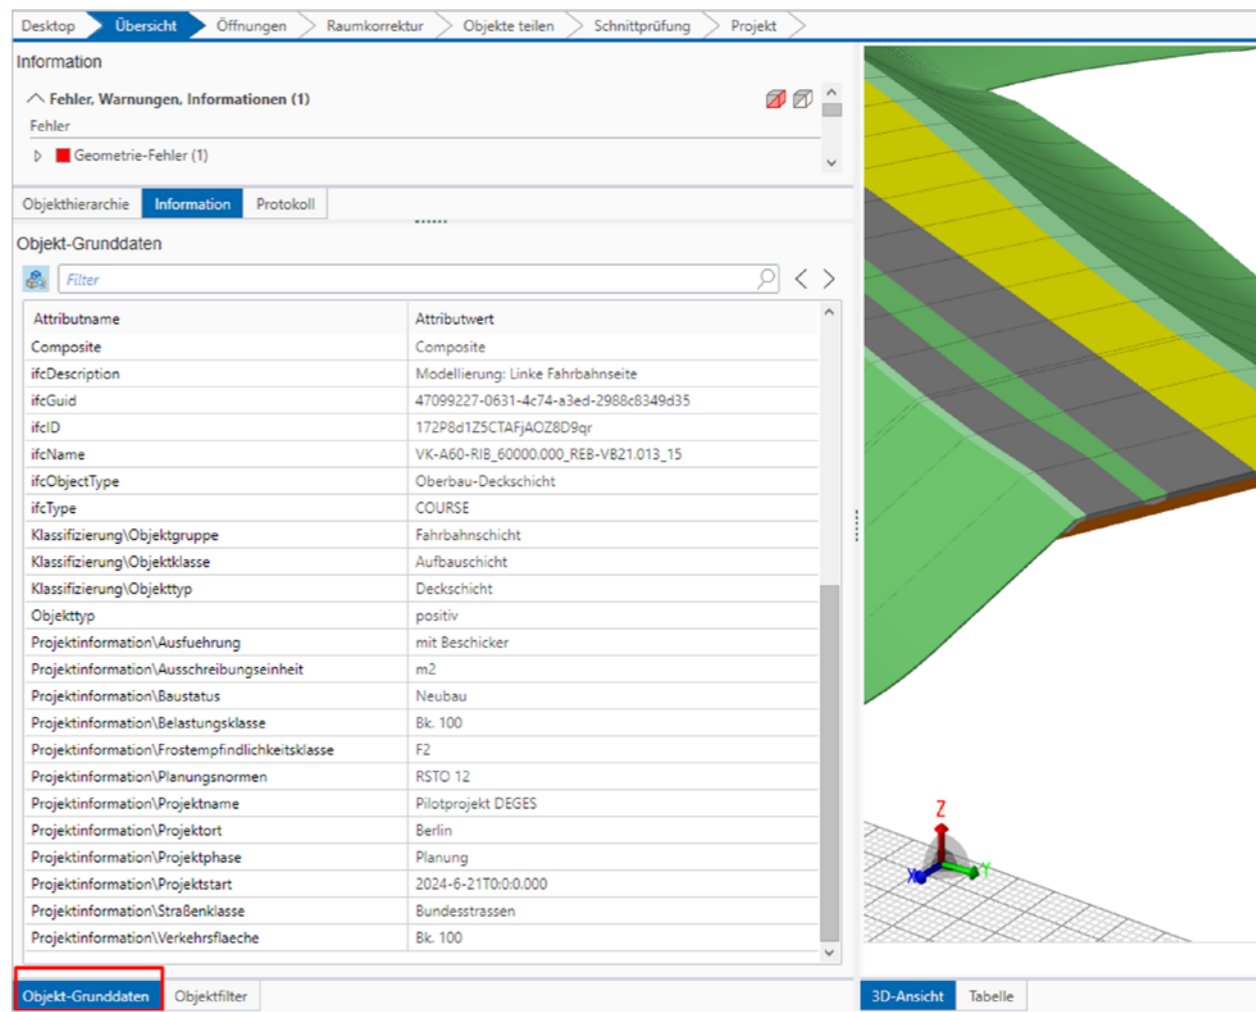 Desktop Übersicht Öffnungen Raumkorrektur Objekte teilen Schnittprüfung Projekt
Information
Fehler, Warnungen, Informationen (1)
Fehler
Geometrie-Fehler (1)
Objekthierarchie Information Protokoll
Objekt-Grunddaten
Filter
Attributname Attributwert
Composite Composite
ifcDescription Modellierung: Linke Fahrbahnseite
ifcGuid 47099227-0631-4c74-a3ed-2988c8349d35
ifcID 172P8d1Z5CTAFjAOZ8D9qr
ifcName VK-A60-RIB_60000.000_REB-VB21.013_15
ifcObjectType Oberbau-Deckschicht
ifcType COURSE
Klassifizierung\Objektgruppe Fahrbahnschicht
Klassifizierung\Objektklasse Aufbauschicht
Klassifizierung\Objekttyp Deckschicht
Objekttyp positiv
Projektinformation\Ausfuehrung mit Beschicker
Projektinformation\Ausschreibungseinheit m2
Projektinformation\Baustatus Neubau
Projektinformation\Belastungsklasse Bk. 100
Projektinformation\Frostempfindlichkeitsklasse F2
Projektinformation\Planungsnormen RSTO 12
Projektinformation\Projektname Pilotprojekt DEGES
Projektinformation\Projektort Berlin
Projektinformation\Projektphase Planung
Projektinformation\Projektstart 2024-6-21T0:0:0.000
Projektinformation\Straßenklasse Bundesstrassen
Projektinformation\Verkehrsflaeche Bk. 100
Objekt-Grunddaten Objektfilter
Z
X Y
3D-Ansicht Tabelle